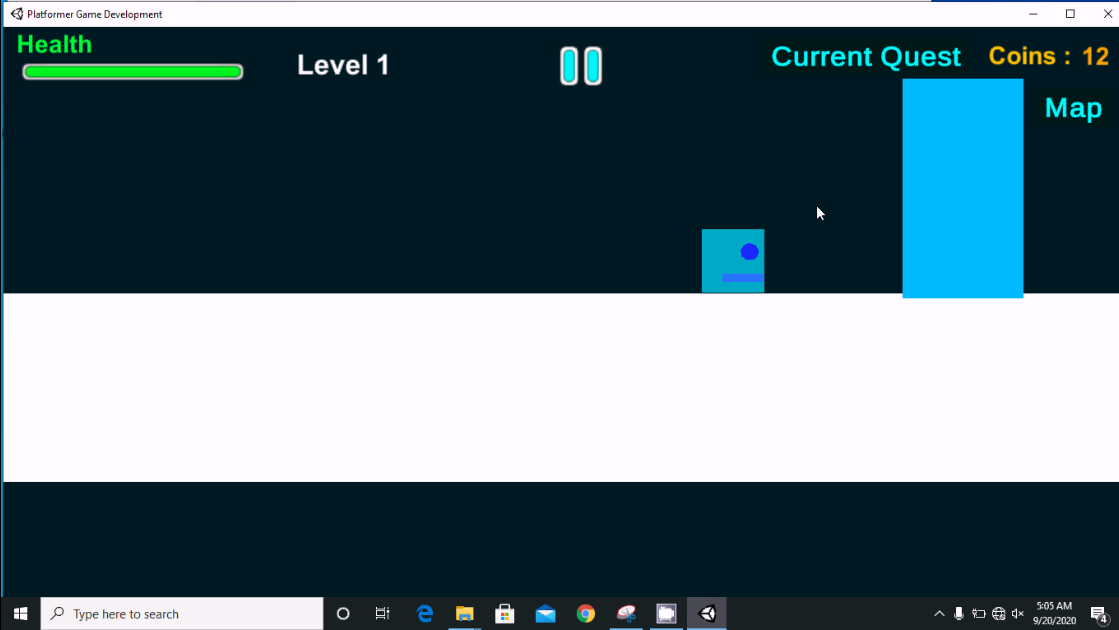 Platformer Game Development
Health
Level 1
Current Quest
Coins : 12
Map
Type here to search
5:05 AM
9/20/2020
4